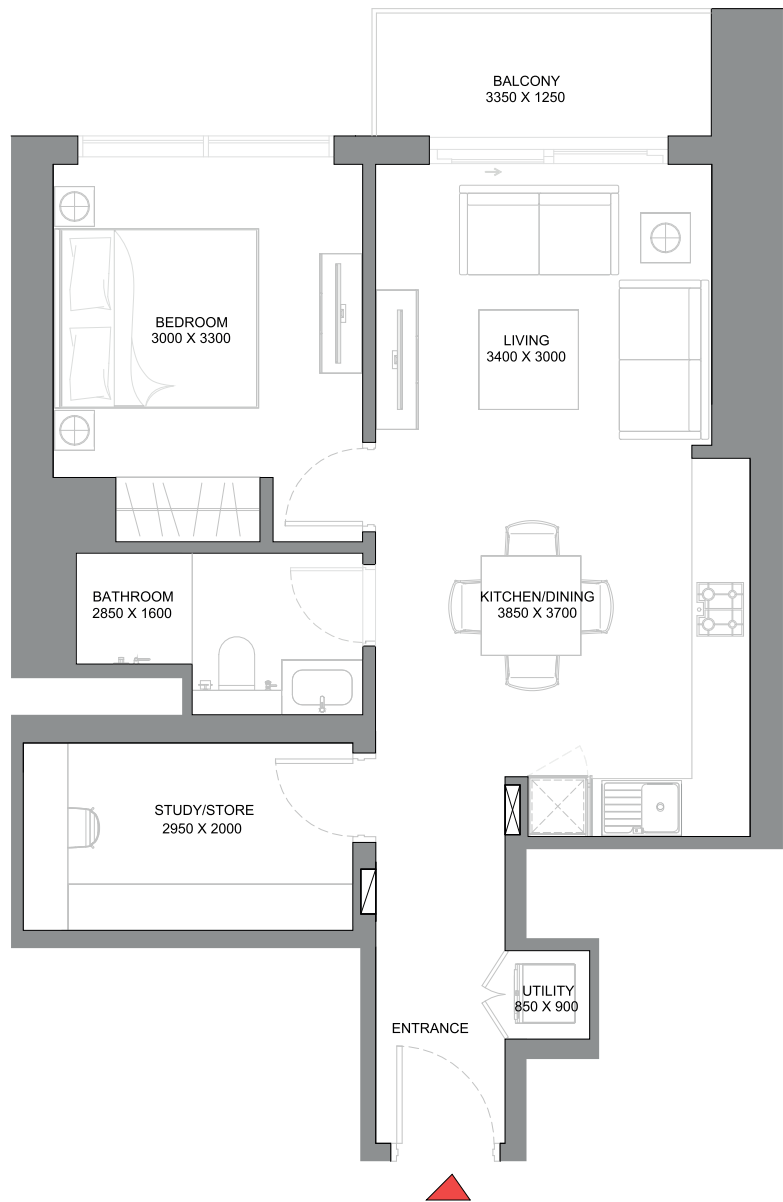 BALCONY
3350 X 1250
BEDROOM
3000 X 3300
LIVING
3400 X 3000
BATHROOM
2850 X 1600
KITCHEN/DINING
3850 X 3700
STUDY/STORE
2950 X 2000
UTILITY
850 X 900
ENTRANCE